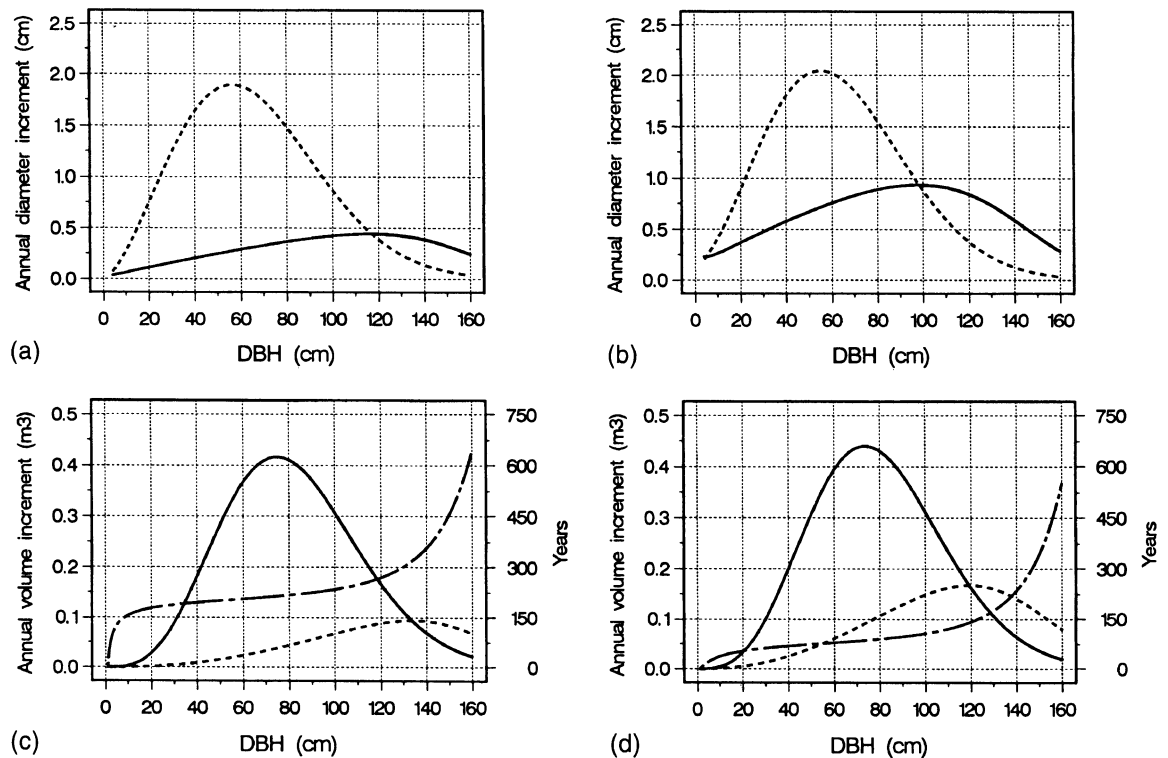 Annual diameter increment (cm)
2.5
2.0
1.5
1.0
0.5
0.0
0 20 40 60 80 100 120 140 160
(a)
DBH (cm)
Annual diameter increment (cm)
2.5
2.0
1.5
1.0
0.5
0.0
0 20 40 60 80 100 120 140 160
(b)
DBH (cm)
Annual volume increment (m3)
0.5
0.4
0.3
0.2
0.1
0.0
750
600
450
300
150
0
Years
0 20 40 60 80 100 120 140 160
(c)
DBH (cm)
Annual volume increment (m3)
0.5
0.4
0.3
0.2
0.1
0.0
750
600
450
300
150
0
Years
0 20 40 60 80 100 120 140 160
(d)
DBH (cm)